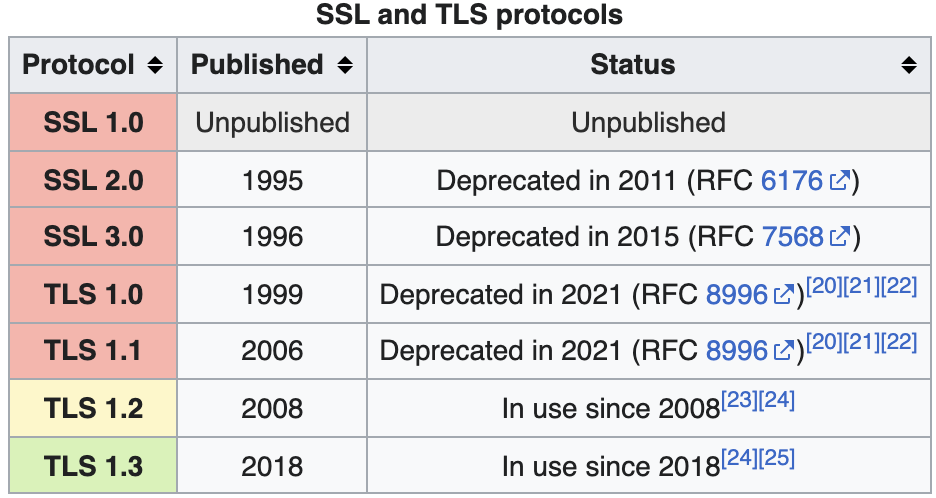 SSL and TLS protocols
Protocol Published Status
SSL 1.0 Unpublished Unpublished
SSL 2.0 1995 Deprecated in 2011 (RFC 6176)
SSL 3.0 1996 Deprecated in 2015 (RFC 7568)
TLS 1.0 1999 Deprecated in 2021 (RFC 8996)[20][21][22]
TLS 1.1 2006 Deprecated in 2021 (RFC 8996)[20][21][22]
TLS 1.2 2008 In use since 2008[23][24]
TLS 1.3 2018 In use since 2018[24][25]